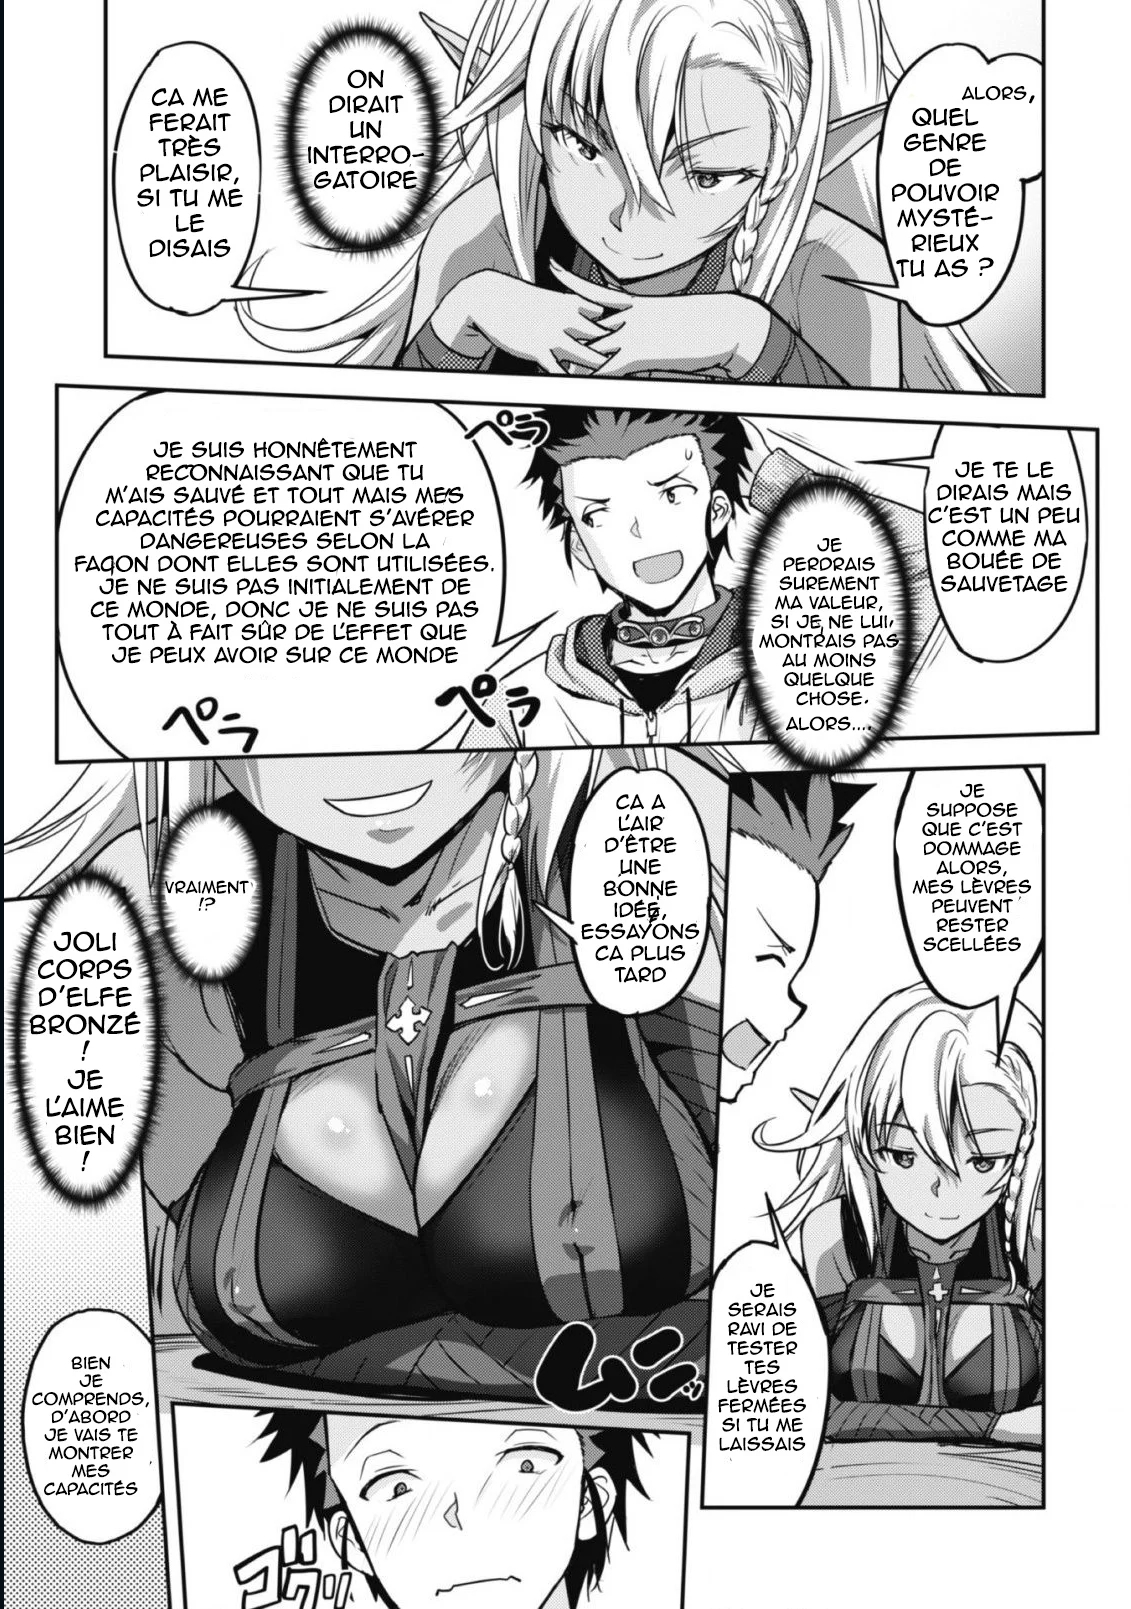 ALORS,
QUEL
GENRE
DE
POUVOIR
MYSTÉ-
RIEUX
TU AS ?
ON
DIRAIT
UN
INTERRO-
GATOIRE
CA ME
FERAIT
TRÈS
PLAISIR,
SI TU ME
LE
DISAIS
JE TE LE
DIRAIS MAIS
C'EST UN PEU
COMME MA
BOUÉE DE
SAUVETAGE
JE
PERDRAIS
SUREMENT
MA VALEUR,
SI JE NE LUI,
MONTRAIS PAS
AU MOINS
QUELQUE
CHOSE.
ALORS....
ペラ
JE SUIS HONNÊTEMENT
RECONNAISSANT QUE TU
M'AIS SAUVÉ ET TOUT MAIS MES
CAPACITÉS POURRAIENT S'AVÉRER
DANGEREUSES SELON LA
FAÇON DONT ELLES SONT UTILISÉES.
JE NE SUIS PAS INITIALEMENT DE
CE MONDE, DONC JE NE SUIS PAS
TOUT À FAIT SÛR DE L'EFFET QUE
JE PEUX AVOIR SUR CE MONDE
ペラ
ペラ
JE
SUPPOSE
QUE C'EST
DOMMAGE
ALORS,
MES LÈVRES
PEUVENT
RESTER
SCELLÉES
JE
SERAIS
RAVI DE
TESTER
TES
LÈVRES
FERMÉES
SI TU ME
LAISSAIS
CA A
L'AIR
D'ÊTRE
UNE
BONNE
IDÉE,
ESSAYONS
CA PLUS
TARD
VRAIMENT
!?
JOLI
CORPS
D'ELFE
BRONZÉ
!
JE
L'AIME
BIEN
!
ムニッ
BIEN
JE
COMPRENDS,
D'ABORD
JE VAIS TE
MONTRER
MES
CAPACITÉS
ゴクッ